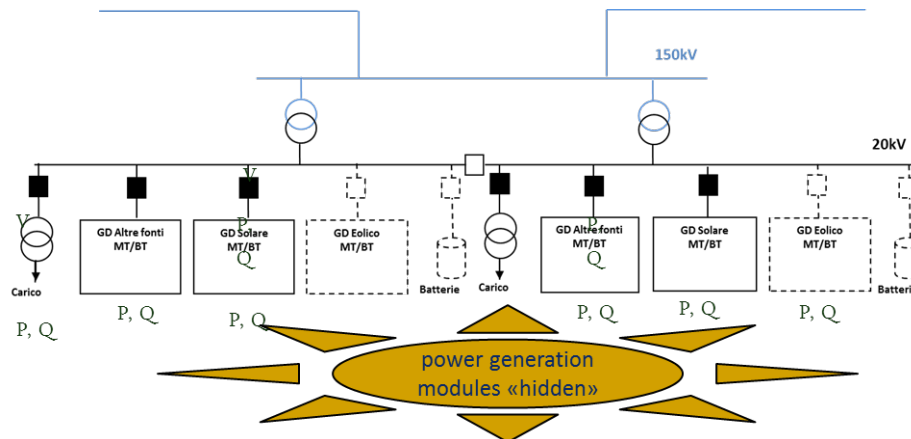 150kV
20kV
V
V
GD Altre fonti
MT/BT
GD Solare
MT/BT
P
Q
GD Eolico
MT/BT
GD Altre fonti
MT/BT
P
Q
GD Solare
MT/BT
GD Eolico
MT/BT
Carico
Batterie
Carico
Batteri
P, Q
P, Q
P, Q
P, Q
P, Q
P, Q
power generation
modules «hidden»